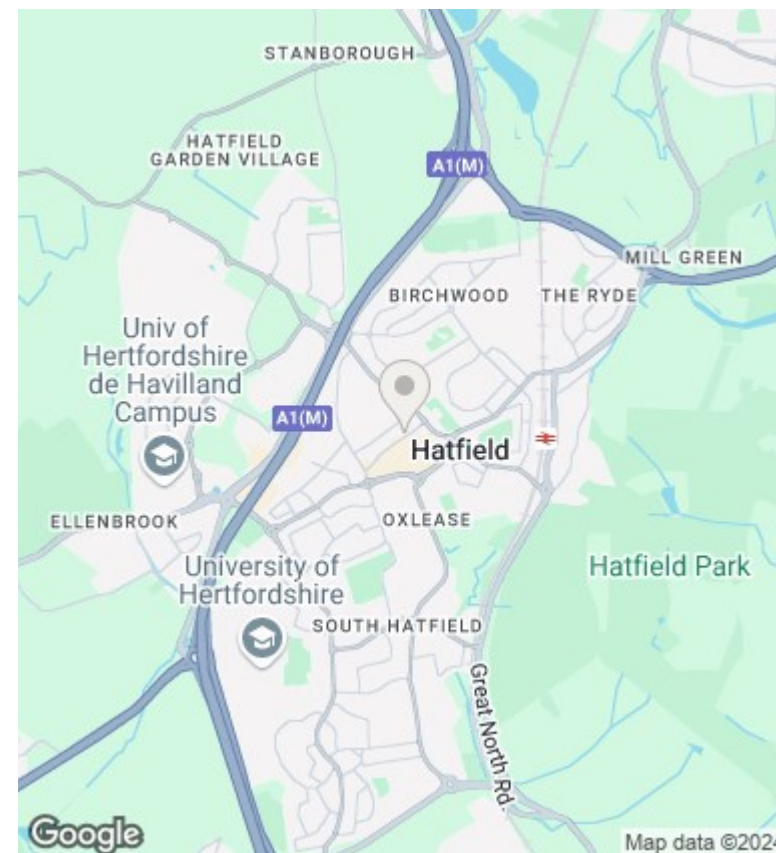 STANBOROUGH
HATFIELD
GARDEN VILLAGE
A1(M)
MILL GREEN
BIRCHWOOD
THE RYDE
Univ of
Hertfordshire
de Havilland
Campus
A1(M)
Hatfield
ELLENBROOK
OXLEASE
University of
Hertfordshire
Hatfield Park
SOUTH HATFIELD
Great North Rd
Google
Map data ©2024